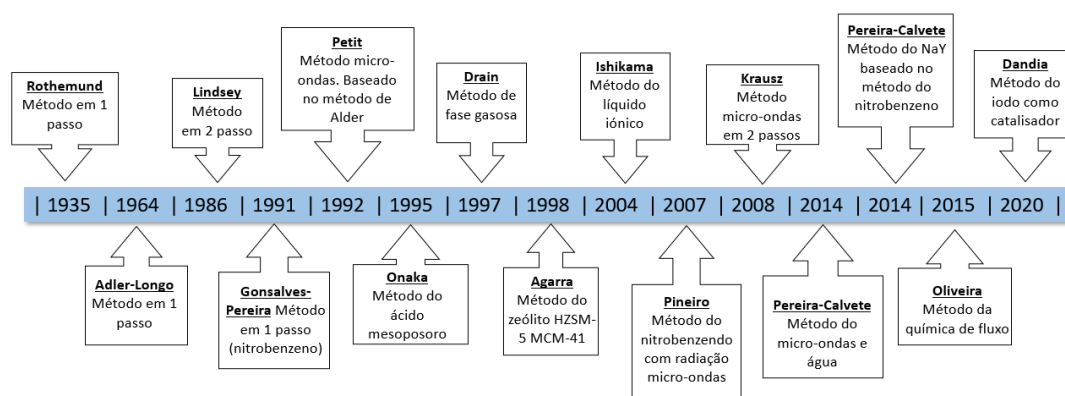 Rothemund
Método em 1
passo
Lindsey
Método
em 2 passo
Petit
Método micro-
ondas. Baseado
no método de
Alder
Drain
Método de
fase gasosa
Ishikama
Método do
líquido
iónico
Krausz
Método
micro-ondas
em 2 passos
Pereira-Calvete
Método do NaY
baseado no
método do
nitrobenzeno
Dandia
Método do
iodo como
catalisador
| 1935 | 1964 | 1986 | 1991 | 1992 | 1995 | 1997 | 1998 | 2004 | 2007 | 2008 | 2014 | 2014 | 2015 | 2020 |
Adler-Longo
Método em 1
passo
Gonsalves-
Pereira Método
em 1 passo
(nitrobenzeno)
Onaka
Método do
ácido
mesoporoso
Agarra
Método do
zeólito HZSM-
5 MCM-41
Pineiro
Método do
nitrobenzendo
com radiação
micro-ondas
Pereira-Calvete
Método do
micro-ondas e
água
Oliveira
Método da
química de fluxo